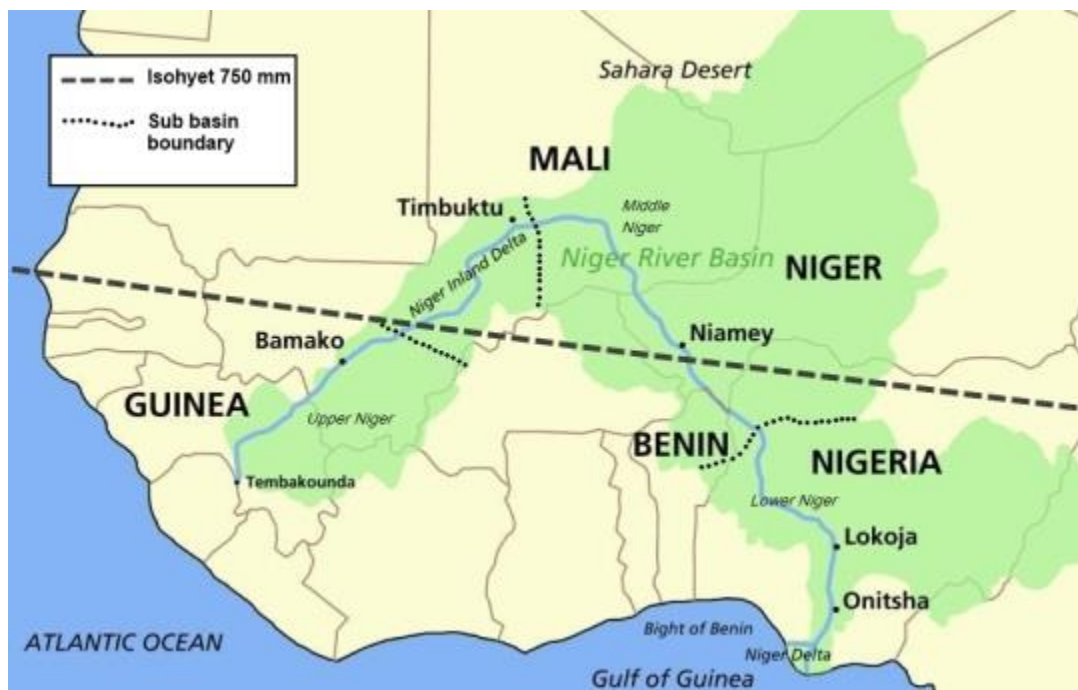 Isohyet 750 mm
Sub basin
boundary
Sahara Desert
MALI
Timbuktu
Middle
Niger
Niger Inland Delta
Niger River Basin
NIGER
Bamako
Niamey
GUINEA
Upper Niger
BENIN
NIGERIA
Tembakounda
Lower Niger
Lokoja
Onitsha
ATLANTIC OCEAN
Bight of Benin
Niger Delta
Gulf of Guinea